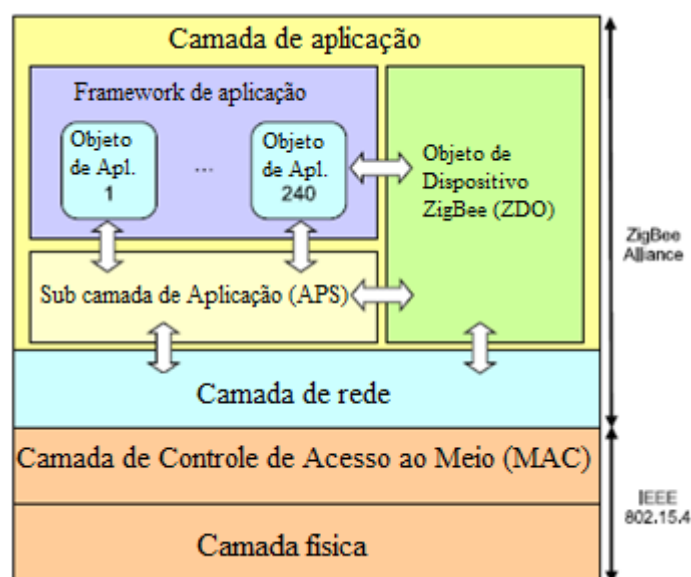 Camada de aplicação
Framework de aplicação
Objeto
de Apl.
1
...
Objeto
de Apl.
240
Objeto de
Dispositivo
ZigBee (ZDO)
Sub camada de Aplicação (APS)
Camada de rede
Camada de Controle de Acesso ao Meio (MAC)
Camada física
ZigBee
Alliance
IEEE
802.15.4